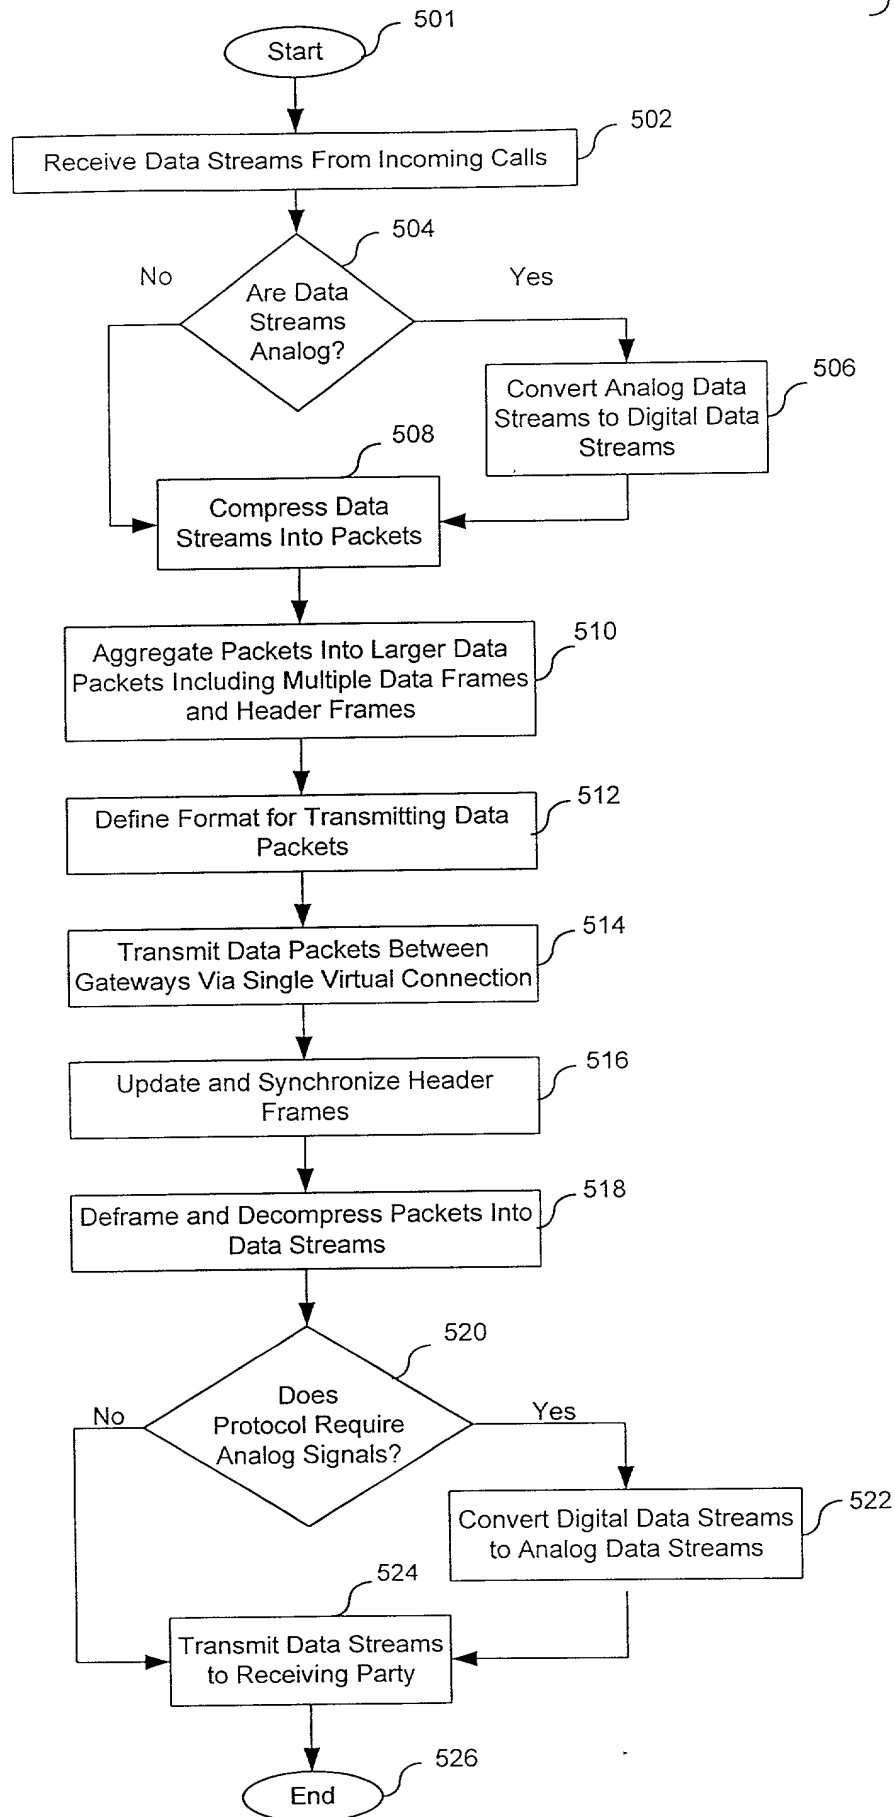 501
Start
502
Receive Data Streams From Incoming Calls
504
No
Yes
Are Data
Streams
Analog?
506
Convert Analog Data
Streams to Digital Data
Streams
508
Compress Data
Streams Into Packets
510
Aggregate Packets Into Larger Data
Packets Including Multiple Data Frames
and Header Frames
512
Define Format for Transmitting Data
Packets
514
Transmit Data Packets Between
Gateways Via Single Virtual Connection
516
Update and Synchronize Header
Frames
518
Deframe and Decompress Packets Into
Data Streams
520
No
Yes
Does
Protocol Require
Analog Signals?
522
Convert Digital Data Streams
to Analog Data Streams
524
Transmit Data Streams
to Receiving Party
526
End